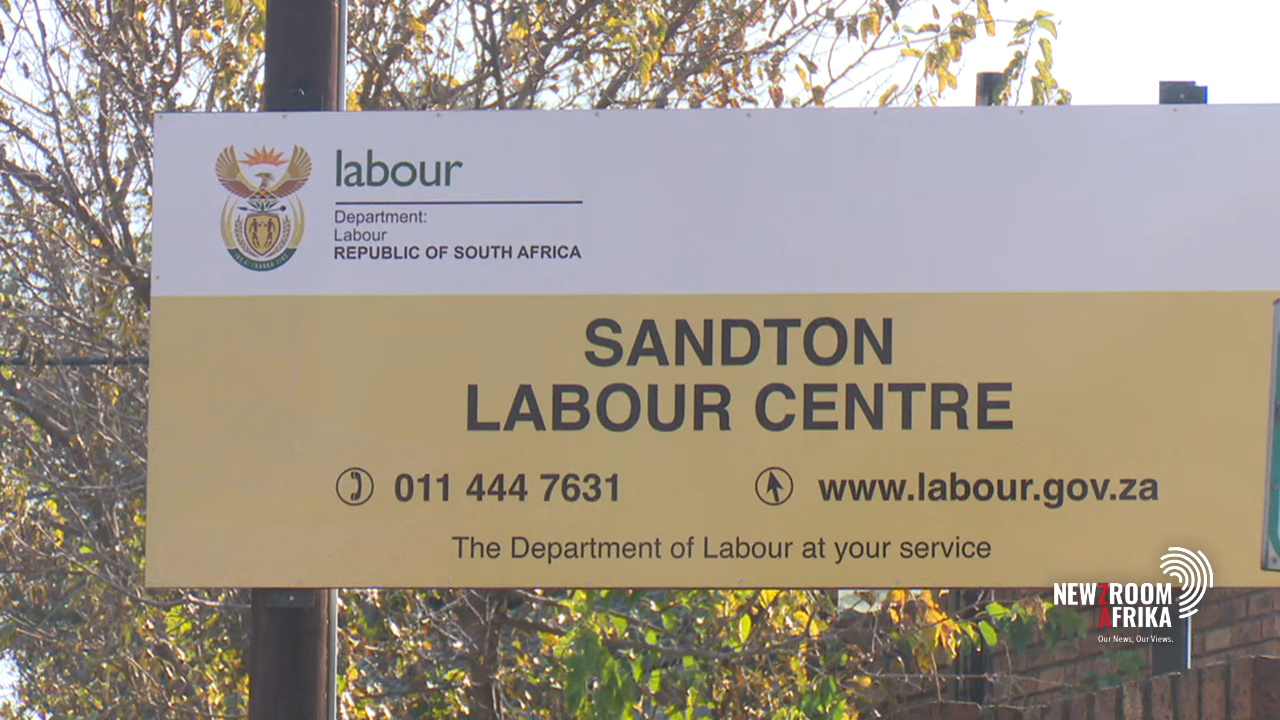 labour
Department:
Labour
REPUBLIC OF SOUTH AFRICA
SANDTON
LABOUR CENTRE
011 444 7631
www.labour.gov.za
The Department of Labour at your service
NEWZROOM
AFRIKA
Our News, Our Views.